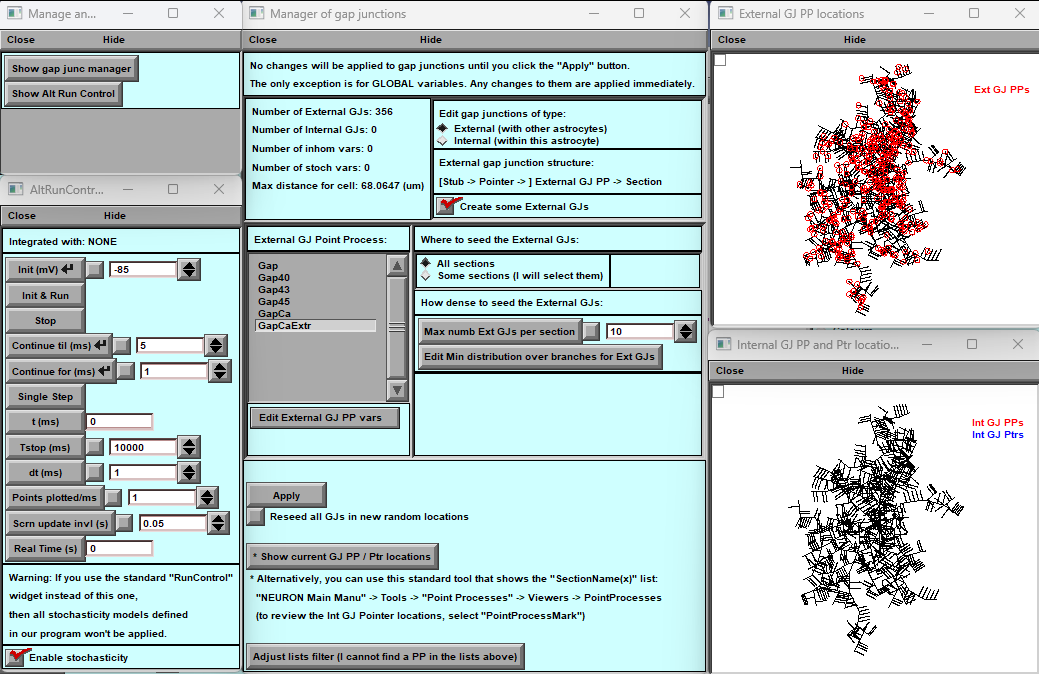 Manage an...
Close
Hide
Show gap junc manager
Show Alt Run Control
AltRunContr...
Close
Hide
Integrated with: NONE
Init (mV)
-85
Init & Run
Stop
Continue til (ms)
5
Continue for (ms)
1
Single Step
t (ms)
0
Tstop (ms)
10000
dt (ms)
1
Points plotted/ms
1
Scrn update invl (s)
0.05
Real Time (s)
0
Warning: If you use the standard "RunControl"
widget instead of this one,
then all stochasticity models defined
in our program won't be applied.
Enable stochasticity
Manager of gap junctions
Close
Hide
No changes will be applied to gap junctions until you click the "Apply" button.
The only exception is for GLOBAL variables. Any changes to them are applied immediately.
Number of External GJs: 356
Number of Internal GJs: 0
Number of inhom vars: 0
Number of stoch vars: 0
Max distance for cell: 68.0647 (um)
Edit gap junctions of type:
External (with other astrocytes)
Internal (within this astrocyte)
External gap junction structure:
[Stub -> Pointer -> ] External GJ PP -> Section
Create some External GJs
External GJ Point Process:
Gap
Gap40
Gap43
Gap45
GapCa
GapCaExtr
Edit External GJ PP vars
Where to seed the External GJs:
All sections
Some sections (I will select them)
How dense to seed the External GJs:
Max numb Ext GJs per section
10
Edit Min distribution over branches for Ext GJs
Apply
Reseed all GJs in new random locations
* Show current GJ PP / Ptr locations
* Alternatively, you can use this standard tool that shows the "SectionName(x)" list:
"NEURON Main Manu" -> Tools -> "Point Processes" -> Viewers -> PointProcesses
(to review the Int GJ Pointer locations, select "PointProcessMark")
Adjust lists filter (I cannot find a PP in the lists above)
External GJ PP locations
Close
Hide
Ext GJ PPs
Internal GJ PP and Ptr locatio...
Close
Hide
Int GJ PPs
Int GJ Ptrs